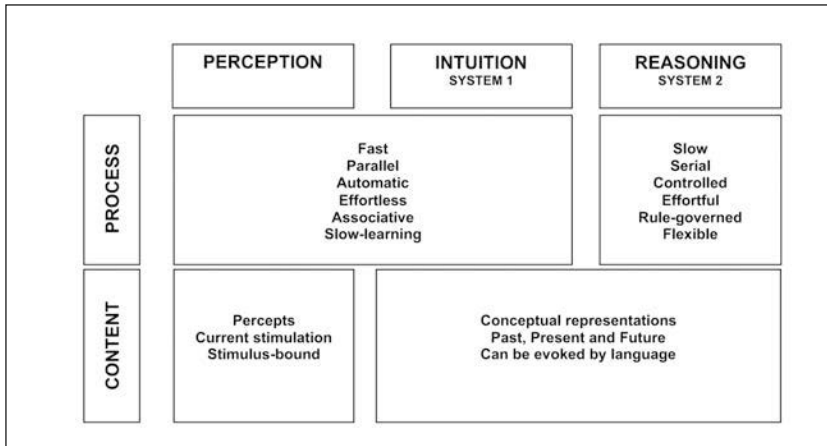 PERCEPTION
INTUITION
SYSTEM 1
REASONING
SYSTEM 2
PROCESS
Fast
Parallel
Automatic
Effortless
Associative
Slow-learning
Slow
Serial
Controlled
Effortful
Rule-governed
Flexible
CONTENT
Percepts
Current stimulation
Stimulus-bound
Conceptual representations
Past, Present and Future
Can be evoked by language